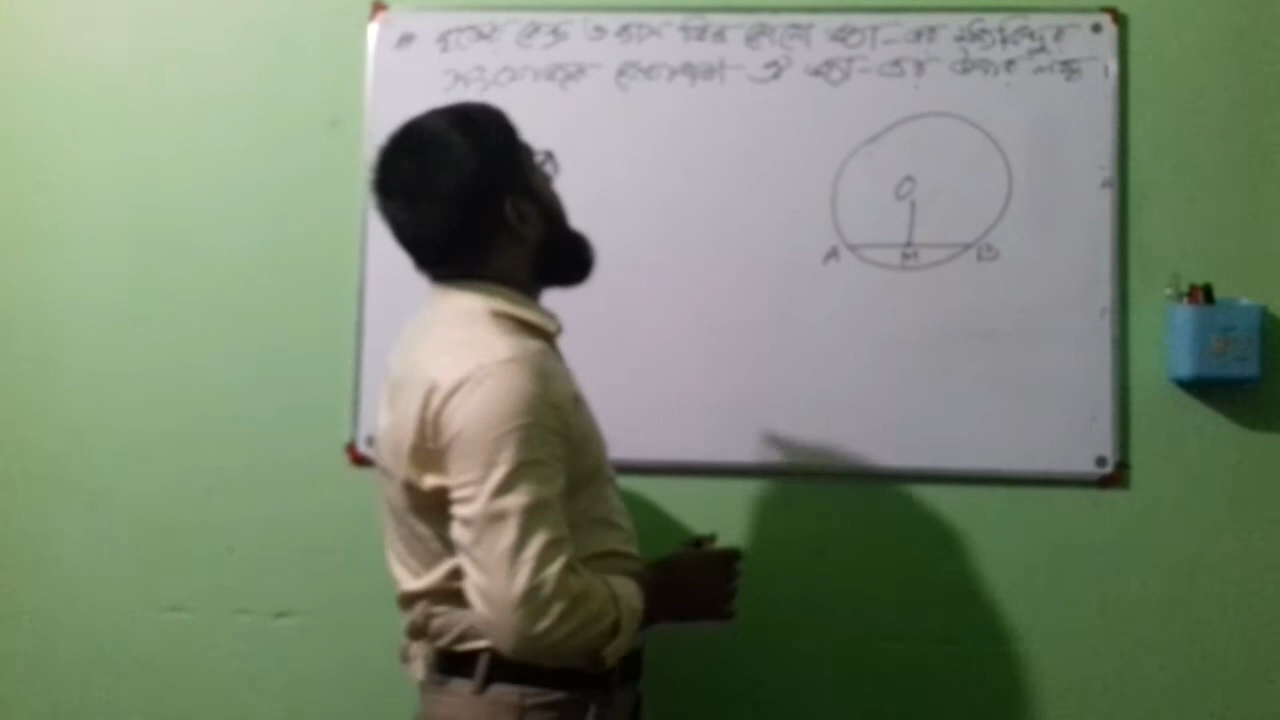 # বৃত্তের কেন্দ্র ও ব্যাস ভিন্ন কোনো জ্যা-এর মধ্যবিন্দুর
সংযোজক রেখাংশ ঐ জ্যা-এর উপর লম্ব।
O
A M B